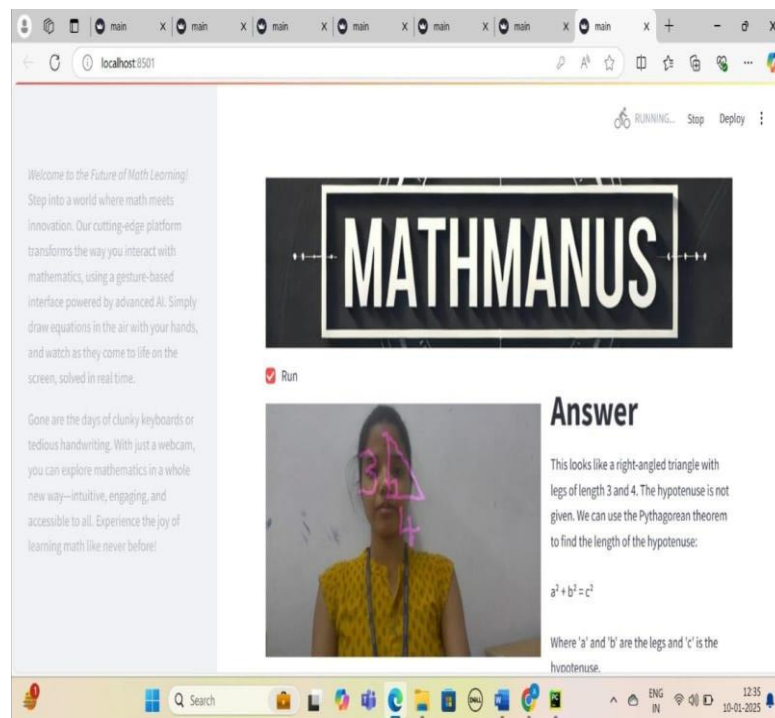 main main main main main main main
localhost:8501
RUNNING... Stop Deploy
Welcome to the Future of Math Learning!
Step into a world where math meets
innovation. Our cutting-edge platform
transforms the way you interact with
mathematics, using a gesture-based
interface powered by advanced AI. Simply
draw equations in the air with your hands,
and watch as they come to life on the
screen, solved in real time.
Gone are the days of clunky keyboards or
tedious handwriting. With just a webcam,
you can explore mathematics in a whole
new way—intuitive, engaging, and
accessible to all. Experience the joy of
learning math like never before!
MATHMANUS
Run
3
4
Answer
This looks like a right-angled triangle with
legs of length 3 and 4. The hypotenuse is not
given. We can use the Pythagorean theorem
to find the length of the hypotenuse:
a² + b² = c²
Where 'a' and 'b' are the legs and 'c' is the
hypotenuse.
Search
DELL
ENG
IN
12:35
10-01-2025